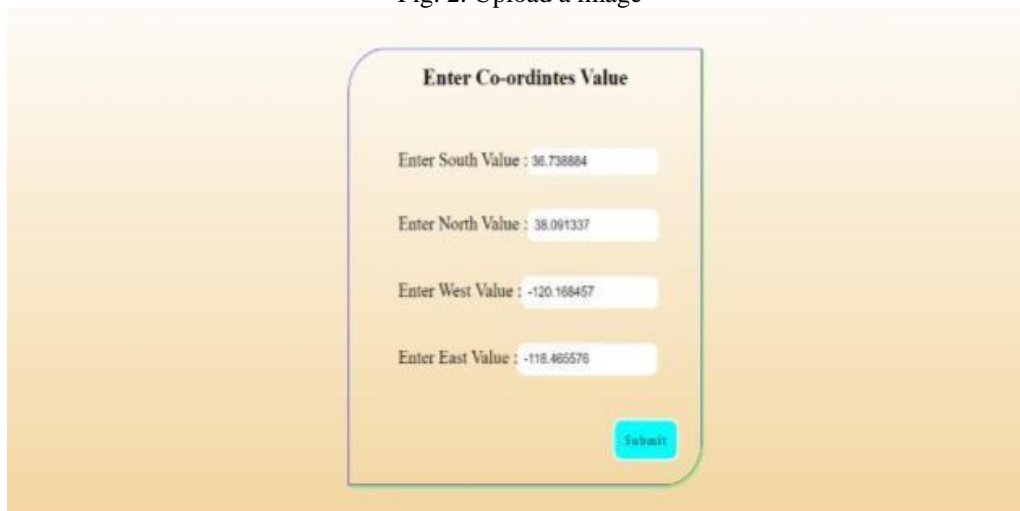 Fig. 2. Upload a image
Enter Co-ordintes Value
Enter South Value : 36.738884
Enter North Value : 38.091337
Enter West Value : -120.168457
Enter East Value : -118.465576
Submit